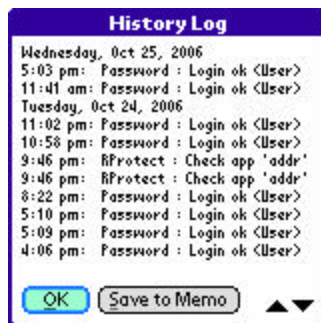 History Log
Wednesday, Oct 25, 2006
5:03 pm: Password : Login ok <User>
11:41 am: Password : Login ok <User>
Tuesday, Oct 24, 2006
11:02 pm: Password : Login ok <User>
10:58 pm: Password : Login ok <User>
9:46 pm: RProtect : Check app 'addr'
9:46 pm: RProtect : Check app 'addr'
8:22 pm: Password : Login ok <User>
5:10 pm: Password : Login ok <User>
5:09 pm: Password : Login ok <User>
4:06 pm: Password : Login ok <User>
OK Save to Memo